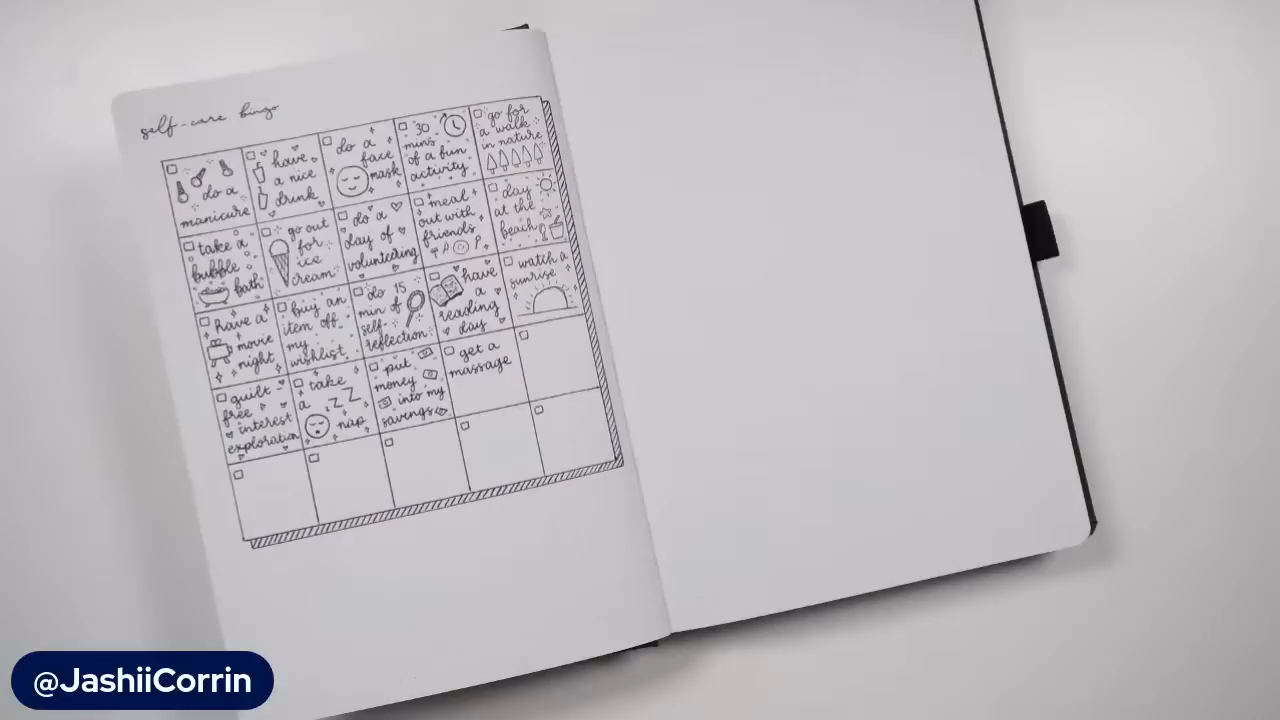 self-care bingo
do a
manicure
have
a nice
drink
do a
face
mask
30
mins
of a fun
activity
go for
a walk
in nature
take a
bubble
bath
go out
for
ice
cream
do a
day of
volunteering
meal
out with
friends
day
at the
beach
have a
movie
night
buy an
item off
my
wishlist
do 15
min of
self-
reflection
have
a
reading
day
watch a
sunrise
guilt
free
interest
exploration
take
a
z Z Z
nap
put
money
into my
savengs
get a
massage
@JashiiCorrin